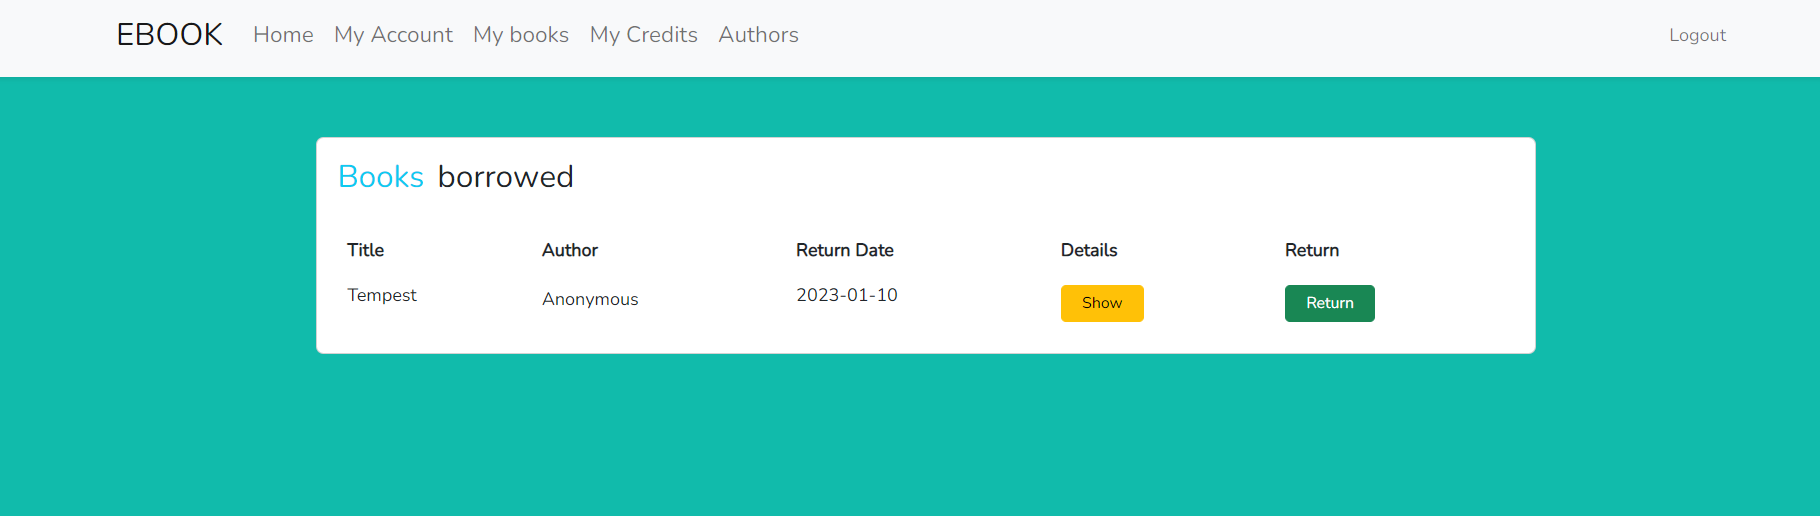 EBOOK Home My Account My books My Credits Authors Logout
Books borrowed
Title Author Return Date Details Return
Tempest Anonymous 2023-01-10 Show Return